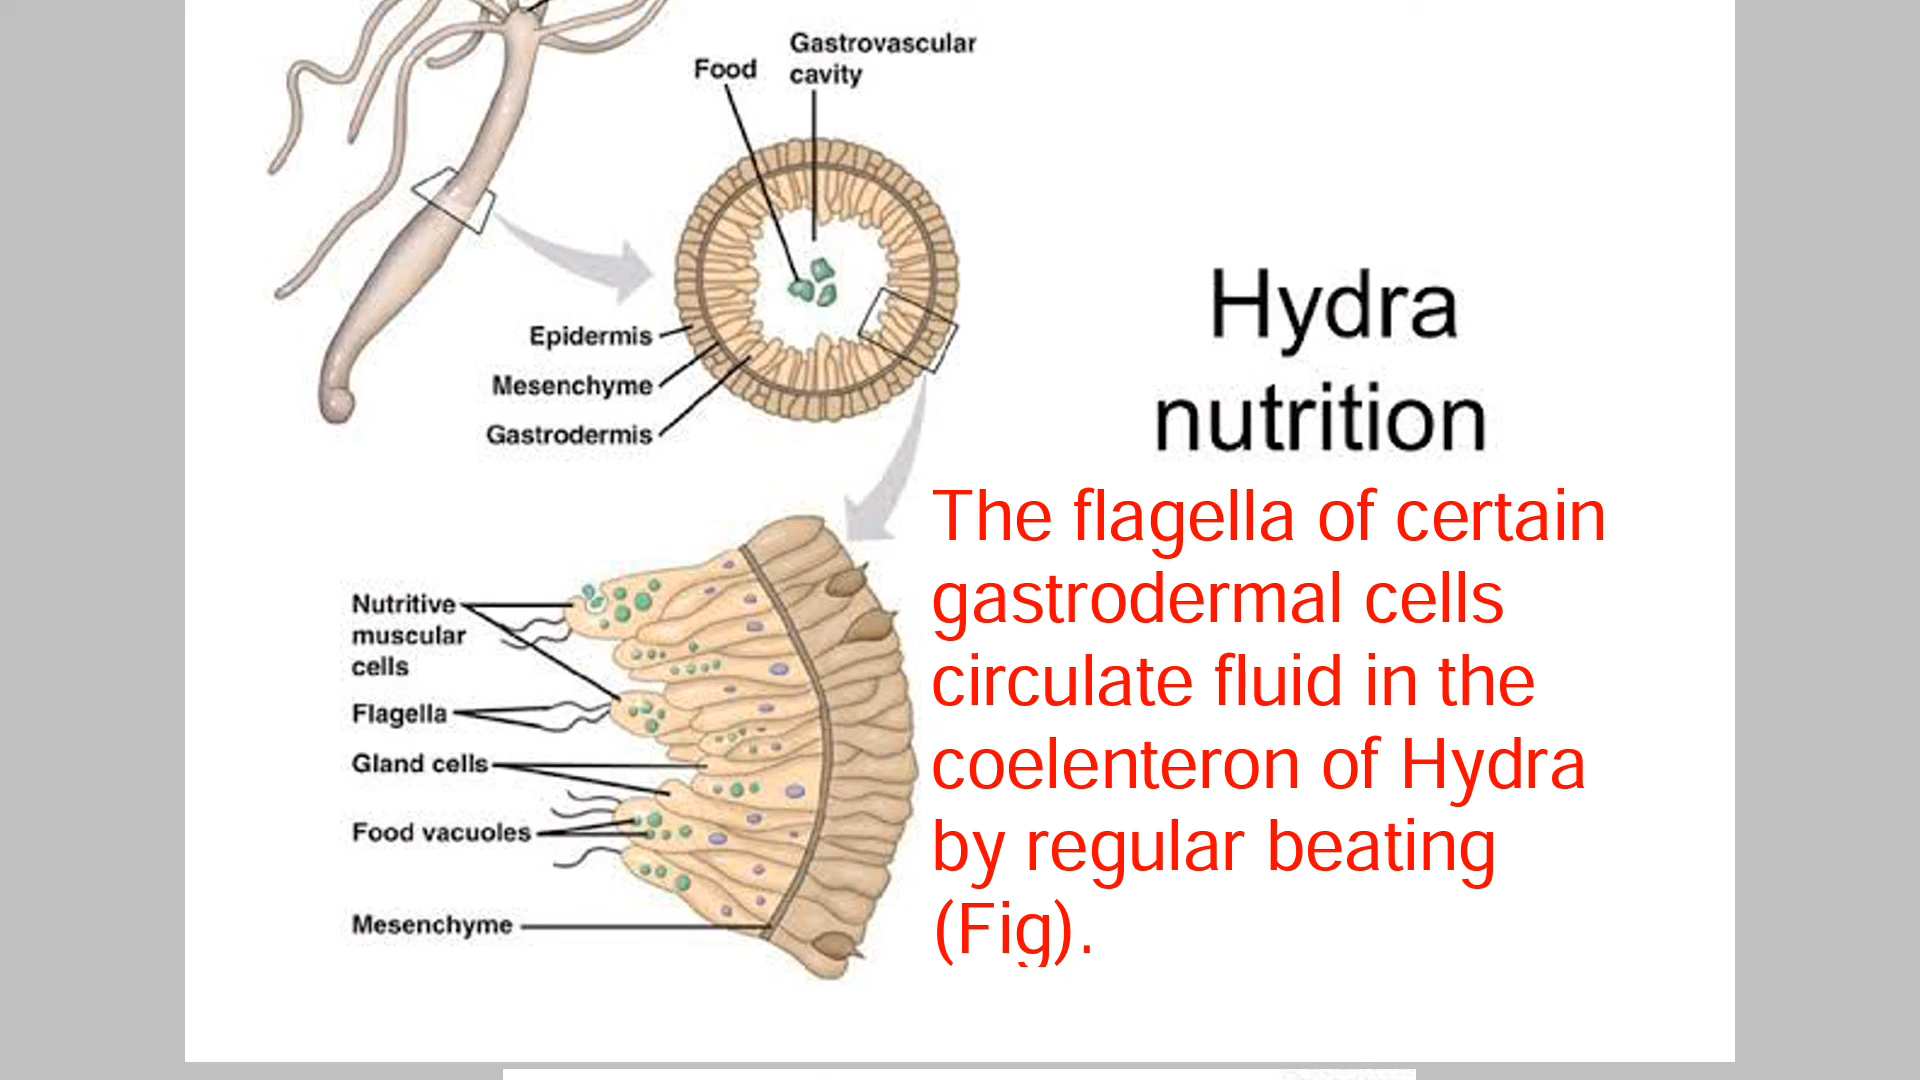 Gastrovascular
cavity
Food
Epidermis
Mesenchyme
Gastrodermis
Hydra
nutrition
The flagella of certain
gastrodermal cells
circulate fluid in the
coelenteron of Hydra
by regular beating
(Fig).
Nutritive
muscular
cells
Flagella
Gland cells
Food vacuoles
Mesenchyme